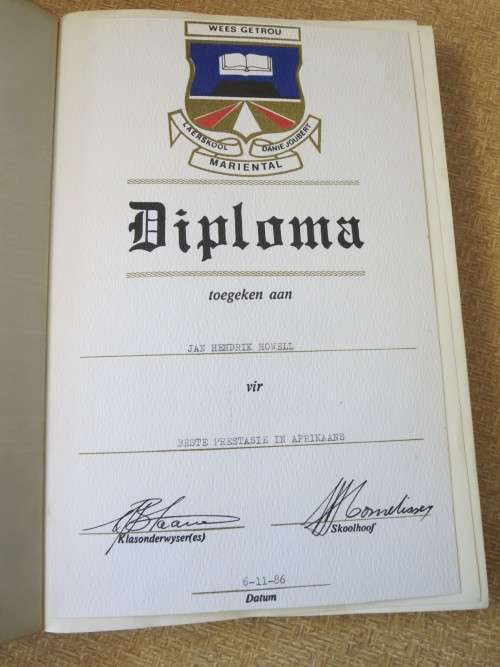 WEES GETROU
LAERSKOOL DANIE JOUBERT
MARIENTAL
Diploma
toegeken aan
JAN HENDRIK HOWELL
vir
BESTE PRESTASIE IN AFRIKAANS
Klasonderwyser(es)
Cornelissen
Skoolhoof
6-11-86
Datum